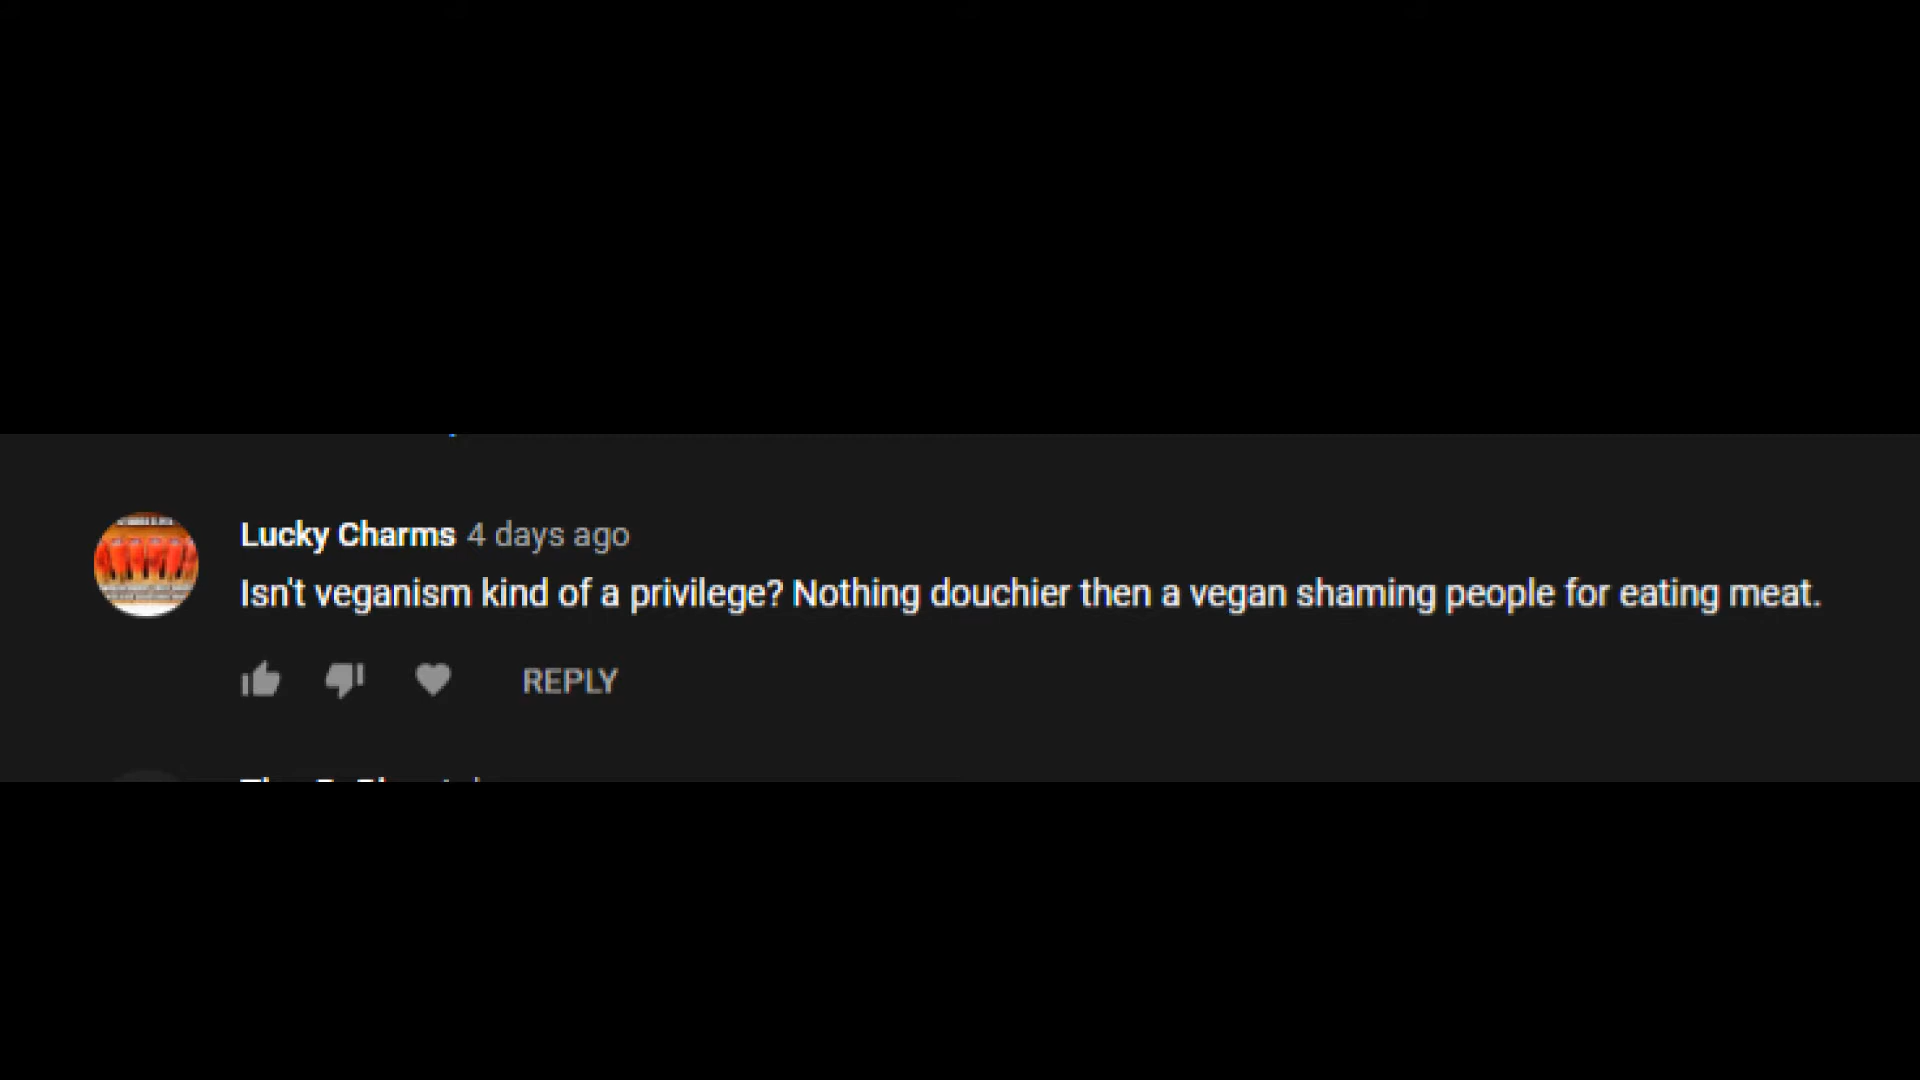 Lucky Charms 4 days ago
Isn't veganism kind of a privilege? Nothing douchier then a vegan shaming people for eating meat.
REPLY